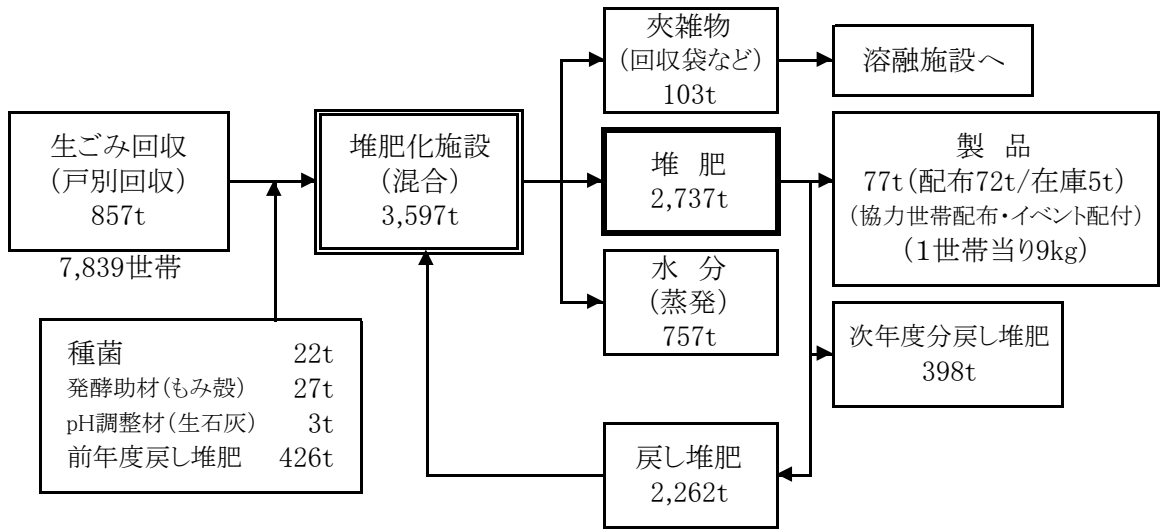 生ごみ回収
(戸別回収)
857t
7,839世帯
種菌 22t
発酵助材(もみ殻) 27t
pH調整材(生石灰) 3t
前年度戻し堆肥 426t
堆肥化施設
(混合)
3,597t
夾雑物
(回収袋など)
103t
溶融施設へ
堆 肥
2,737t
水 分
(蒸発)
757t
製 品
77t(配布72t/在庫5t)
(協力世帯配布・イベント配付)
(1世帯当り9kg)
次年度分戻し堆肥
398t
戻し堆肥
2,262t